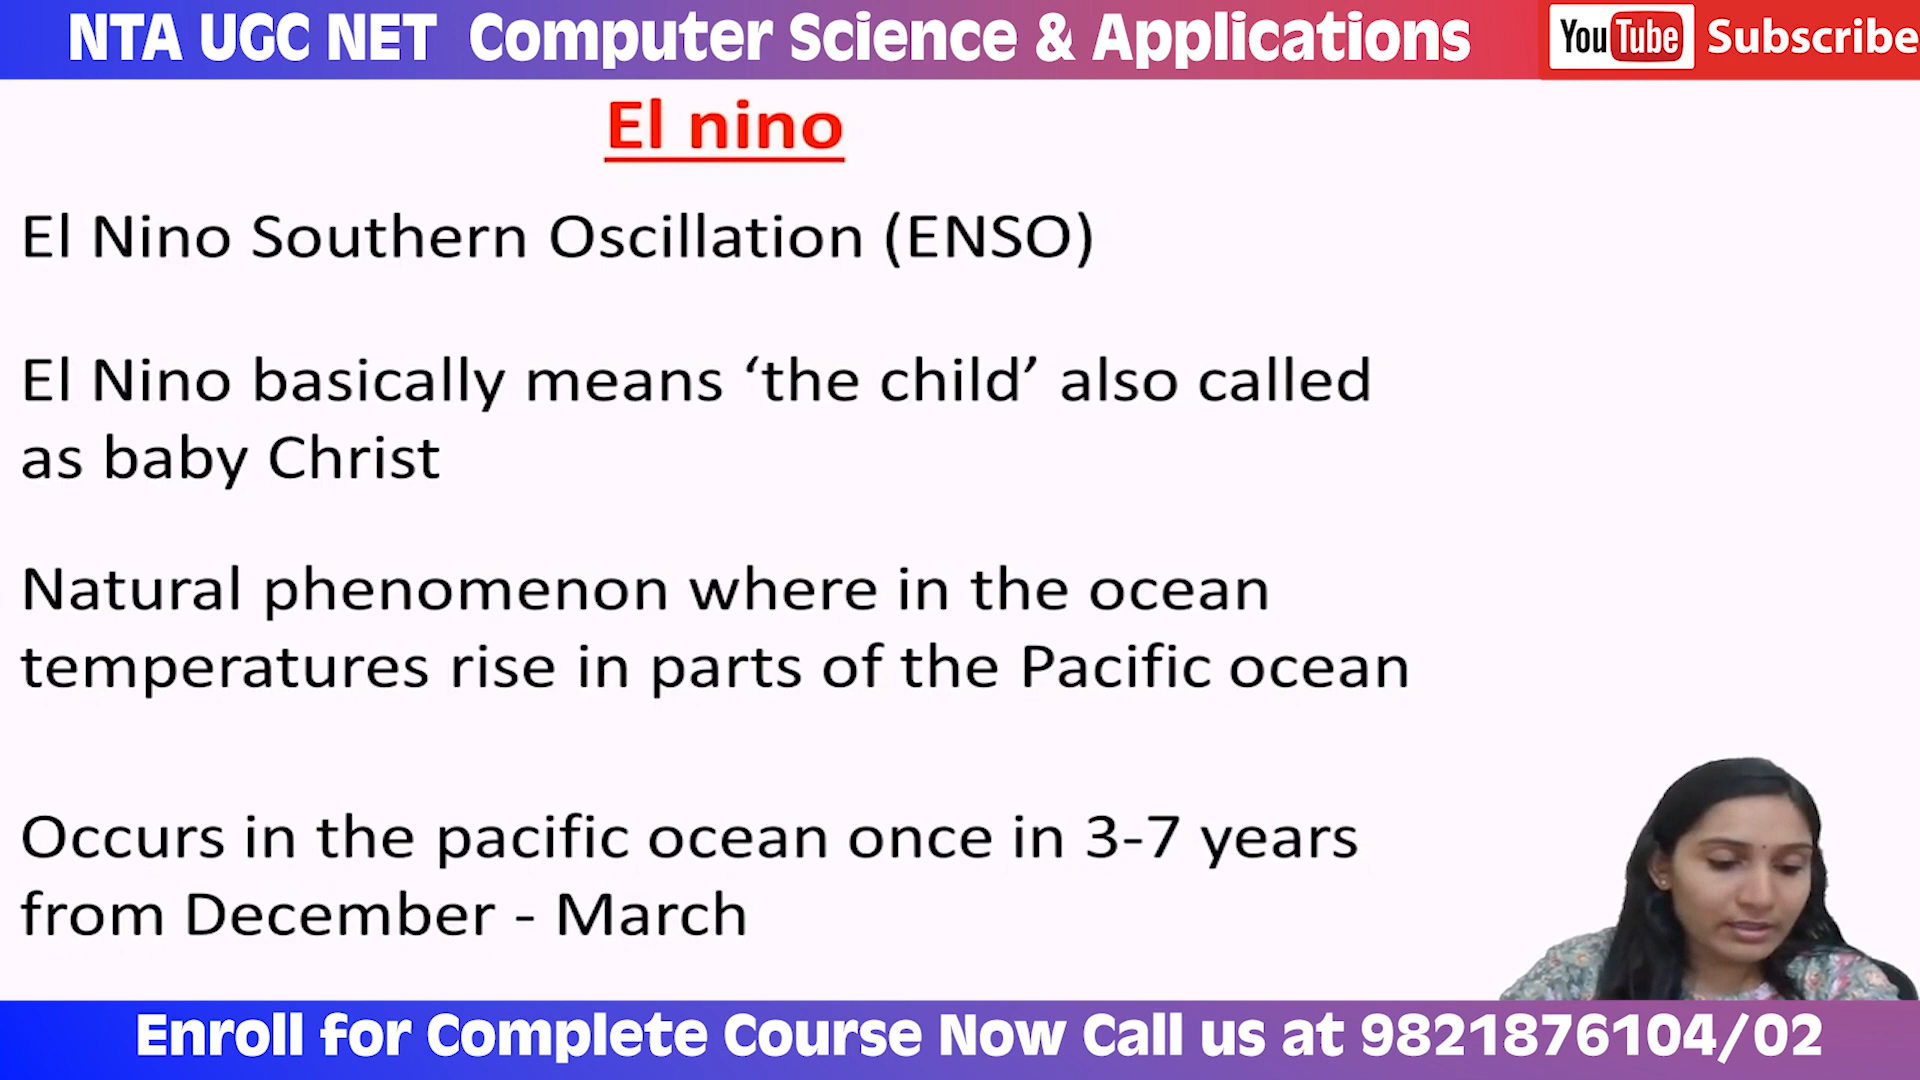 NTA UGC NET Computer Science & Applications
YouTube Subscribe
El nino
El Nino Southern Oscillation (ENSO)
El Nino basically means ‘the child’ also called
as baby Christ
Natural phenomenon where in the ocean
temperatures rise in parts of the Pacific ocean
Occurs in the pacific ocean once in 3-7 years
from December - March
Enroll for Complete Course Now Call us at 9821876104/02